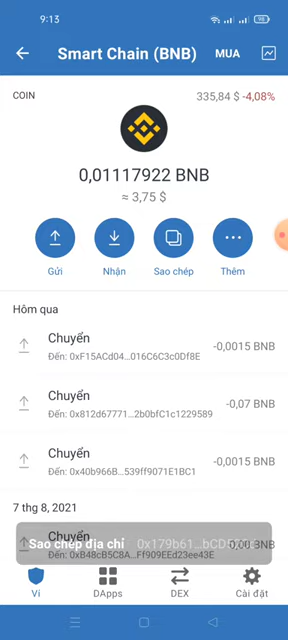 9:13
98
Smart Chain (BNB)
MUA
COIN
335,84 $ -4,08%
0,01117922 BNB
≈ 3,75 $
Gửi
Nhận
Sao chép
Thêm
Hôm qua
Chuyển
-0,0015 BNB
Đến: 0xF15ACd04...016C6C3c0Df8E
Chuyển
-0,07 BNB
Đến: 0x812d67771...2b0bfC1c1229589
Chuyển
-0,0015 BNB
Đến: 0x40b966B...539ff9071E1BC1
7 thg 8, 2021
Chuyển
Sao chép địa chỉ
BNB
Đến: 0xB48cB5C8A...Ff909EEd23ee43E
Ví
DApps
DEX
Cài đặt